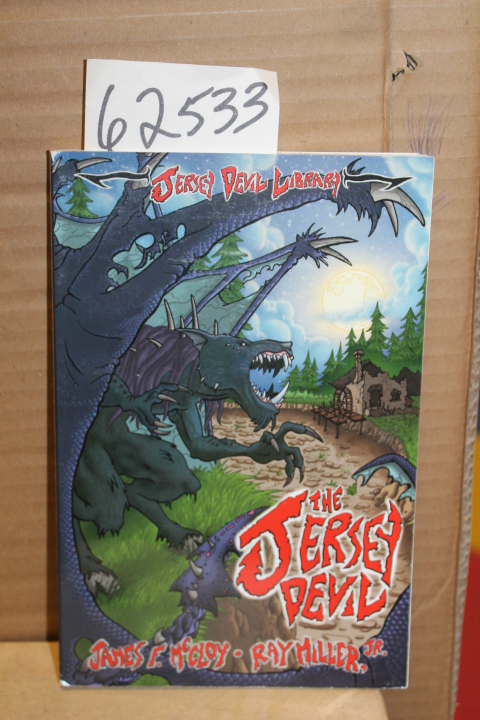 62533
JERSEY DEVIL LIBRARY
THE
JERSEY
DEVIL
JAMES F. McCLOY • RAY MILLER, JR.